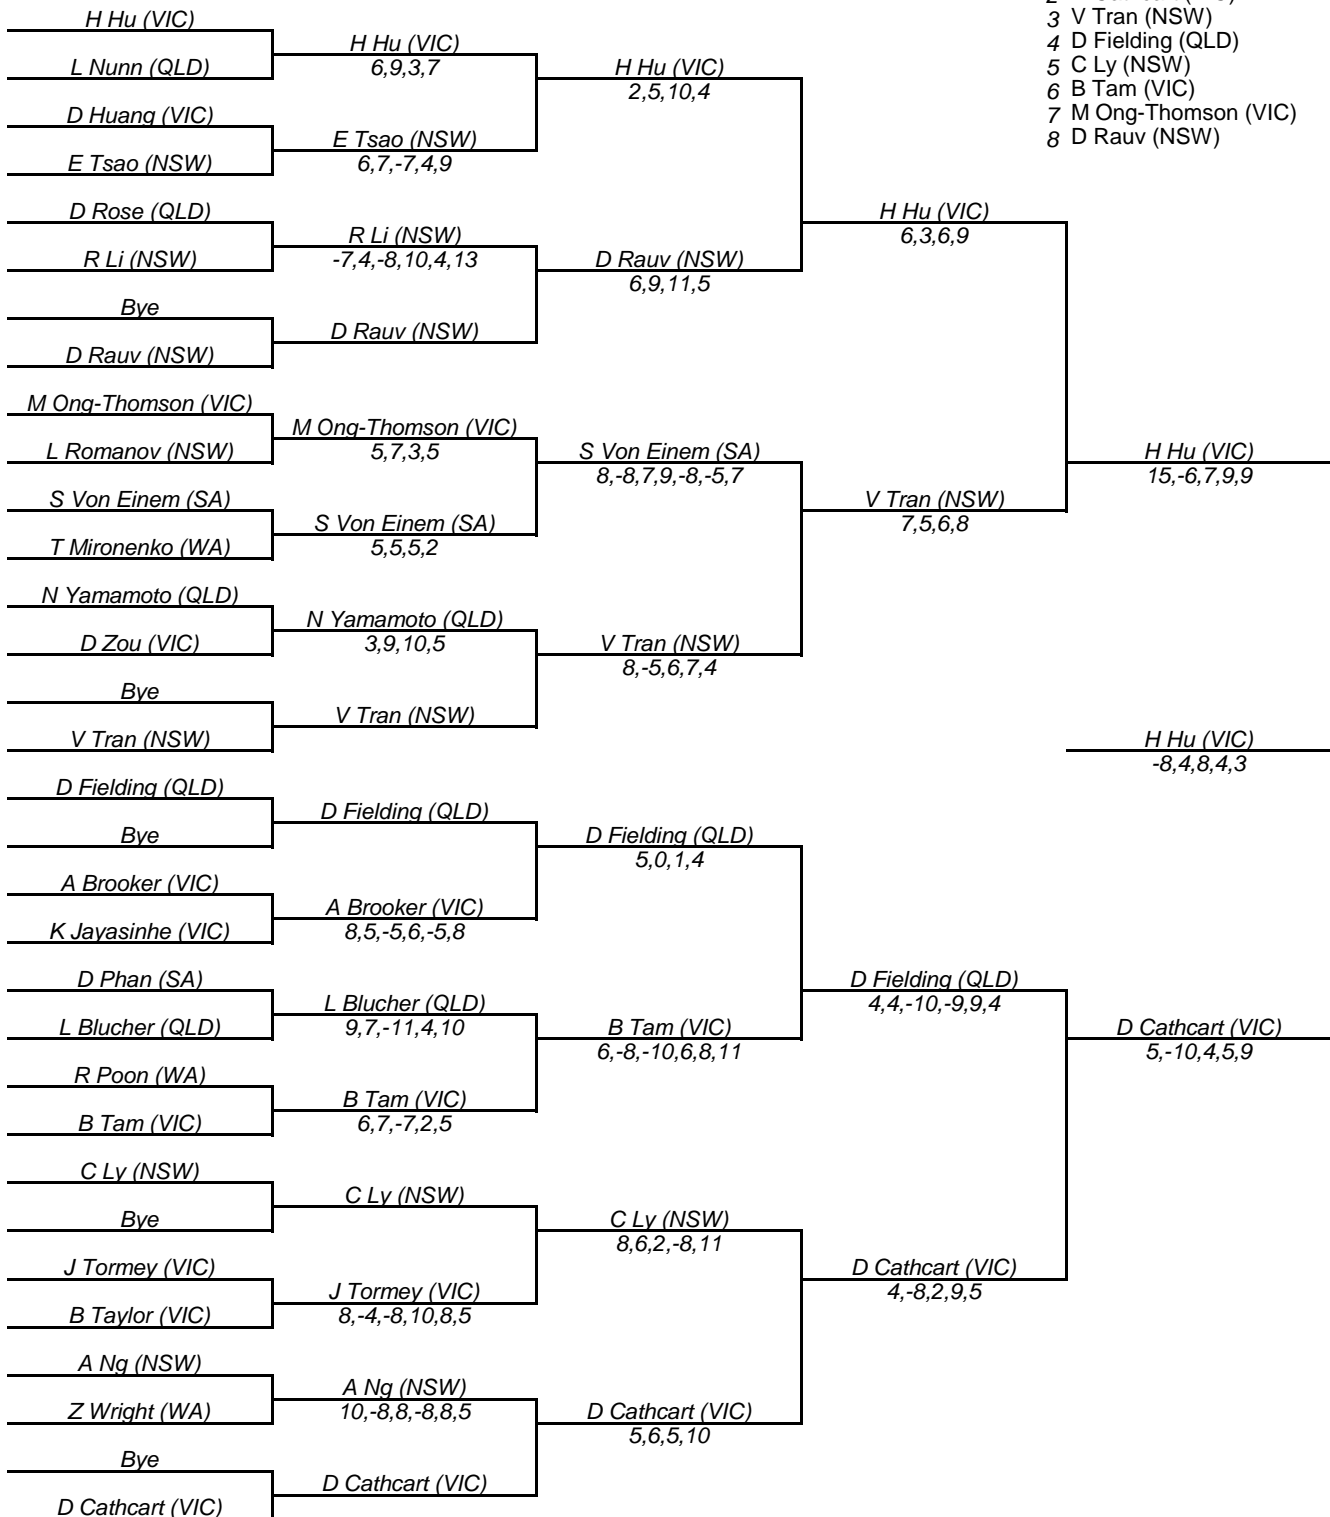 3 V Tran (NSW)
4 D Fielding (QLD)
5 C Ly (NSW)
6 B Tam (VIC)
7 M Ong-Thomson (VIC)
8 D Rauv (NSW)
H Hu (VIC)
L Nunn (QLD)
D Huang (VIC)
E Tsao (NSW)
D Rose (QLD)
R Li (NSW)
Bye
D Rauv (NSW)
M Ong-Thomson (VIC)
L Romanov (NSW)
S Von Einem (SA)
T Mironenko (WA)
N Yamamoto (QLD)
D Zou (VIC)
Bye
V Tran (NSW)
D Fielding (QLD)
Bye
A Brooker (VIC)
K Jayasinhe (VIC)
D Phan (SA)
L Blucher (QLD)
R Poon (WA)
B Tam (VIC)
C Ly (NSW)
Bye
J Tormey (VIC)
B Taylor (VIC)
A Ng (NSW)
Z Wright (WA)
Bye
D Cathcart (VIC)
H Hu (VIC)
6,9,3,7
E Tsao (NSW)
6,7,-7,4,9
R Li (NSW)
-7,4,-8,10,4,13
D Rauv (NSW)
M Ong-Thomson (VIC)
5,7,3,5
S Von Einem (SA)
5,5,5,2
N Yamamoto (QLD)
3,9,10,5
V Tran (NSW)
D Fielding (QLD)
A Brooker (VIC)
8,5,-5,6,-5,8
L Blucher (QLD)
9,7,-11,4,10
B Tam (VIC)
6,7,-7,2,5
C Ly (NSW)
J Tormey (VIC)
8,-4,-8,10,8,5
A Ng (NSW)
10,-8,8,-8,8,5
D Cathcart (VIC)
H Hu (VIC)
2,5,10,4
D Rauv (NSW)
6,9,11,5
S Von Einem (SA)
8,-8,7,9,-8,-5,7
V Tran (NSW)
8,-5,6,7,4
D Fielding (QLD)
5,0,1,4
B Tam (VIC)
6,-8,-10,6,8,11
C Ly (NSW)
8,6,2,-8,11
D Cathcart (VIC)
5,6,5,10
H Hu (VIC)
6,3,6,9
V Tran (NSW)
7,5,6,8
D Fielding (QLD)
4,4,-10,-9,9,4
D Cathcart (VIC)
4,-8,2,9,5
H Hu (VIC)
15,-6,7,9,9
H Hu (VIC)
-8,4,8,4,3
D Cathcart (VIC)
5,-10,4,5,9